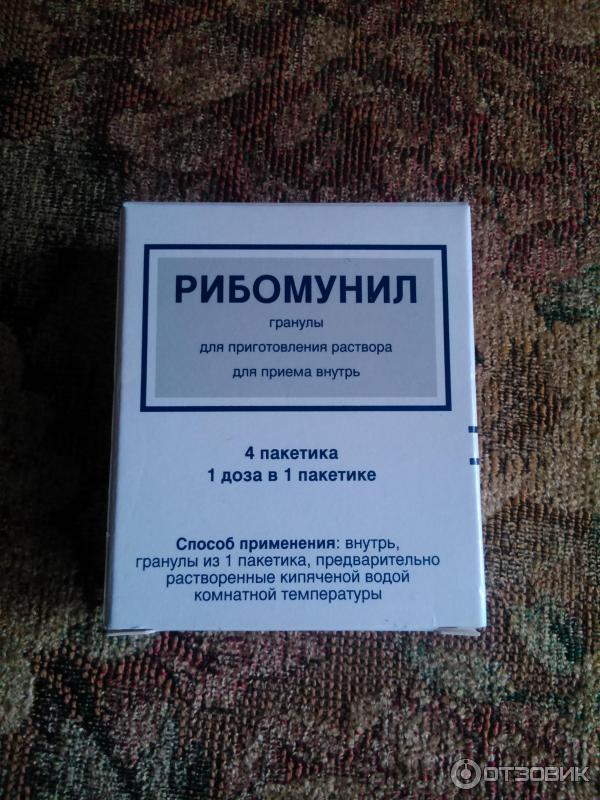 РИБОМУНИЛ
гранулы
для приготовления раствора
для приема внутрь
4 пакетика
1 доза в 1 пакетике
Способ применения: внутрь,
гранулы из 1 пакетика, предварительно
растворенные кипяченой водой
комнатной температуры
ОТЗОВИК